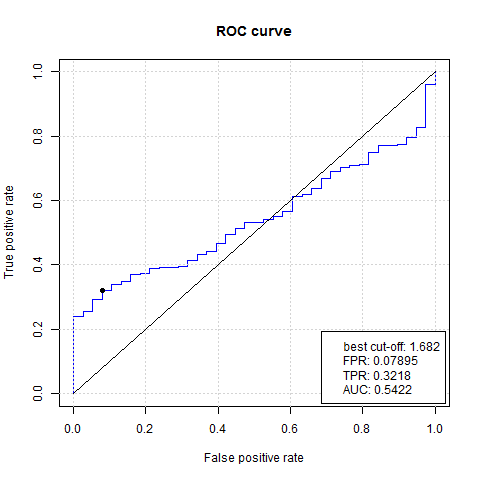 ROC curve
True positive rate
1.0
0.8
0.6
0.4
0.2
0.0
best cut-off: 1.682
FPR: 0.07895
TPR: 0.3218
AUC: 0.5422
0.0 0.2 0.4 0.6 0.8 1.0
False positive rate